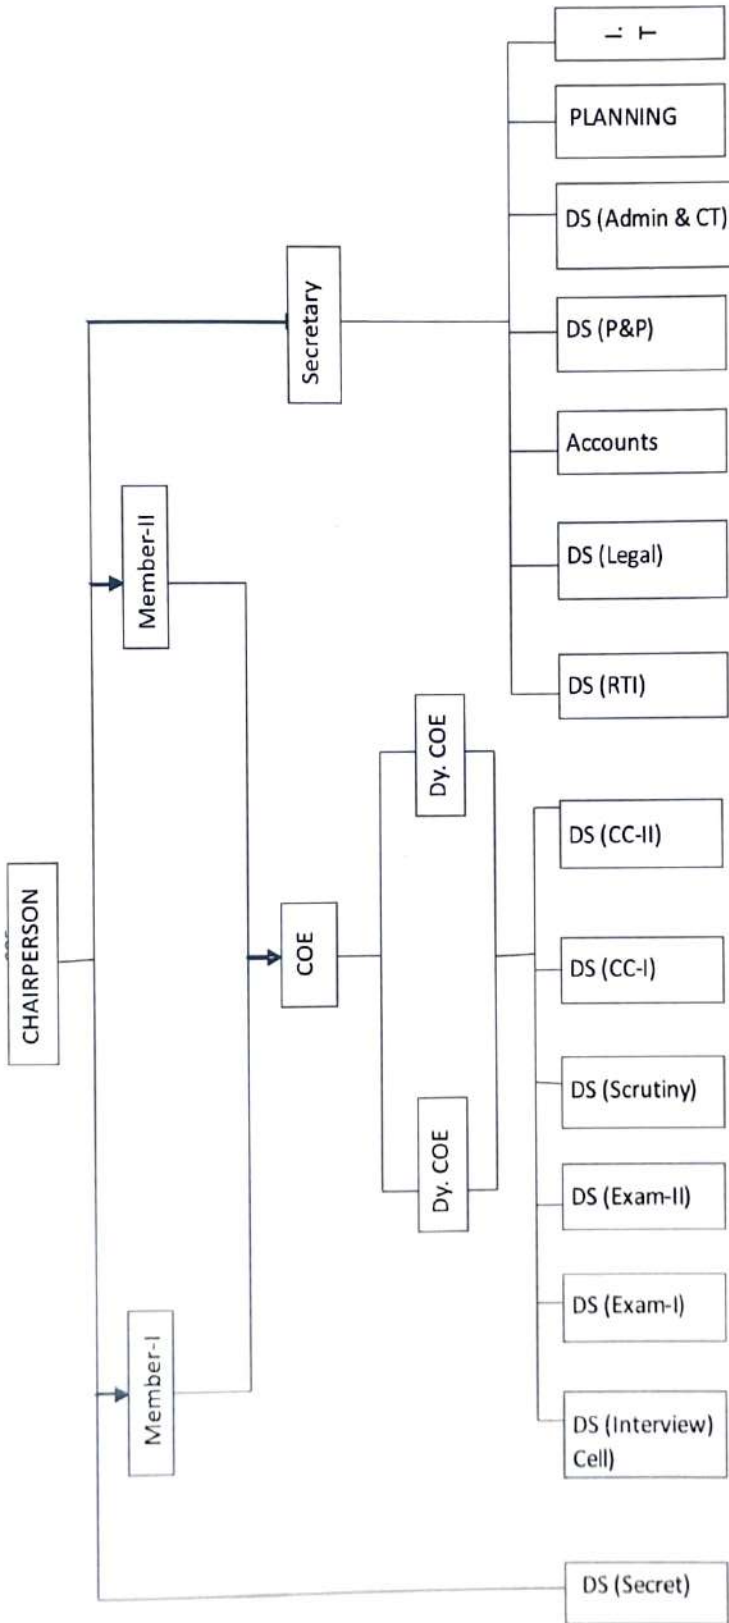 CHAIRPERSON
Member-I
Member-II
COE
Secretary
Dy. COE
Dy. COE
DS (Secret)
DS (Interview)
Cell)
DS (Exam-I)
DS (Exam-II)
DS (Scrutiny)
DS (CC-I)
DS (CC-II)
DS (RTI)
DS (Legal)
Accounts
DS (P&P)
DS (Admin & CT)
PLANNING
I.
T